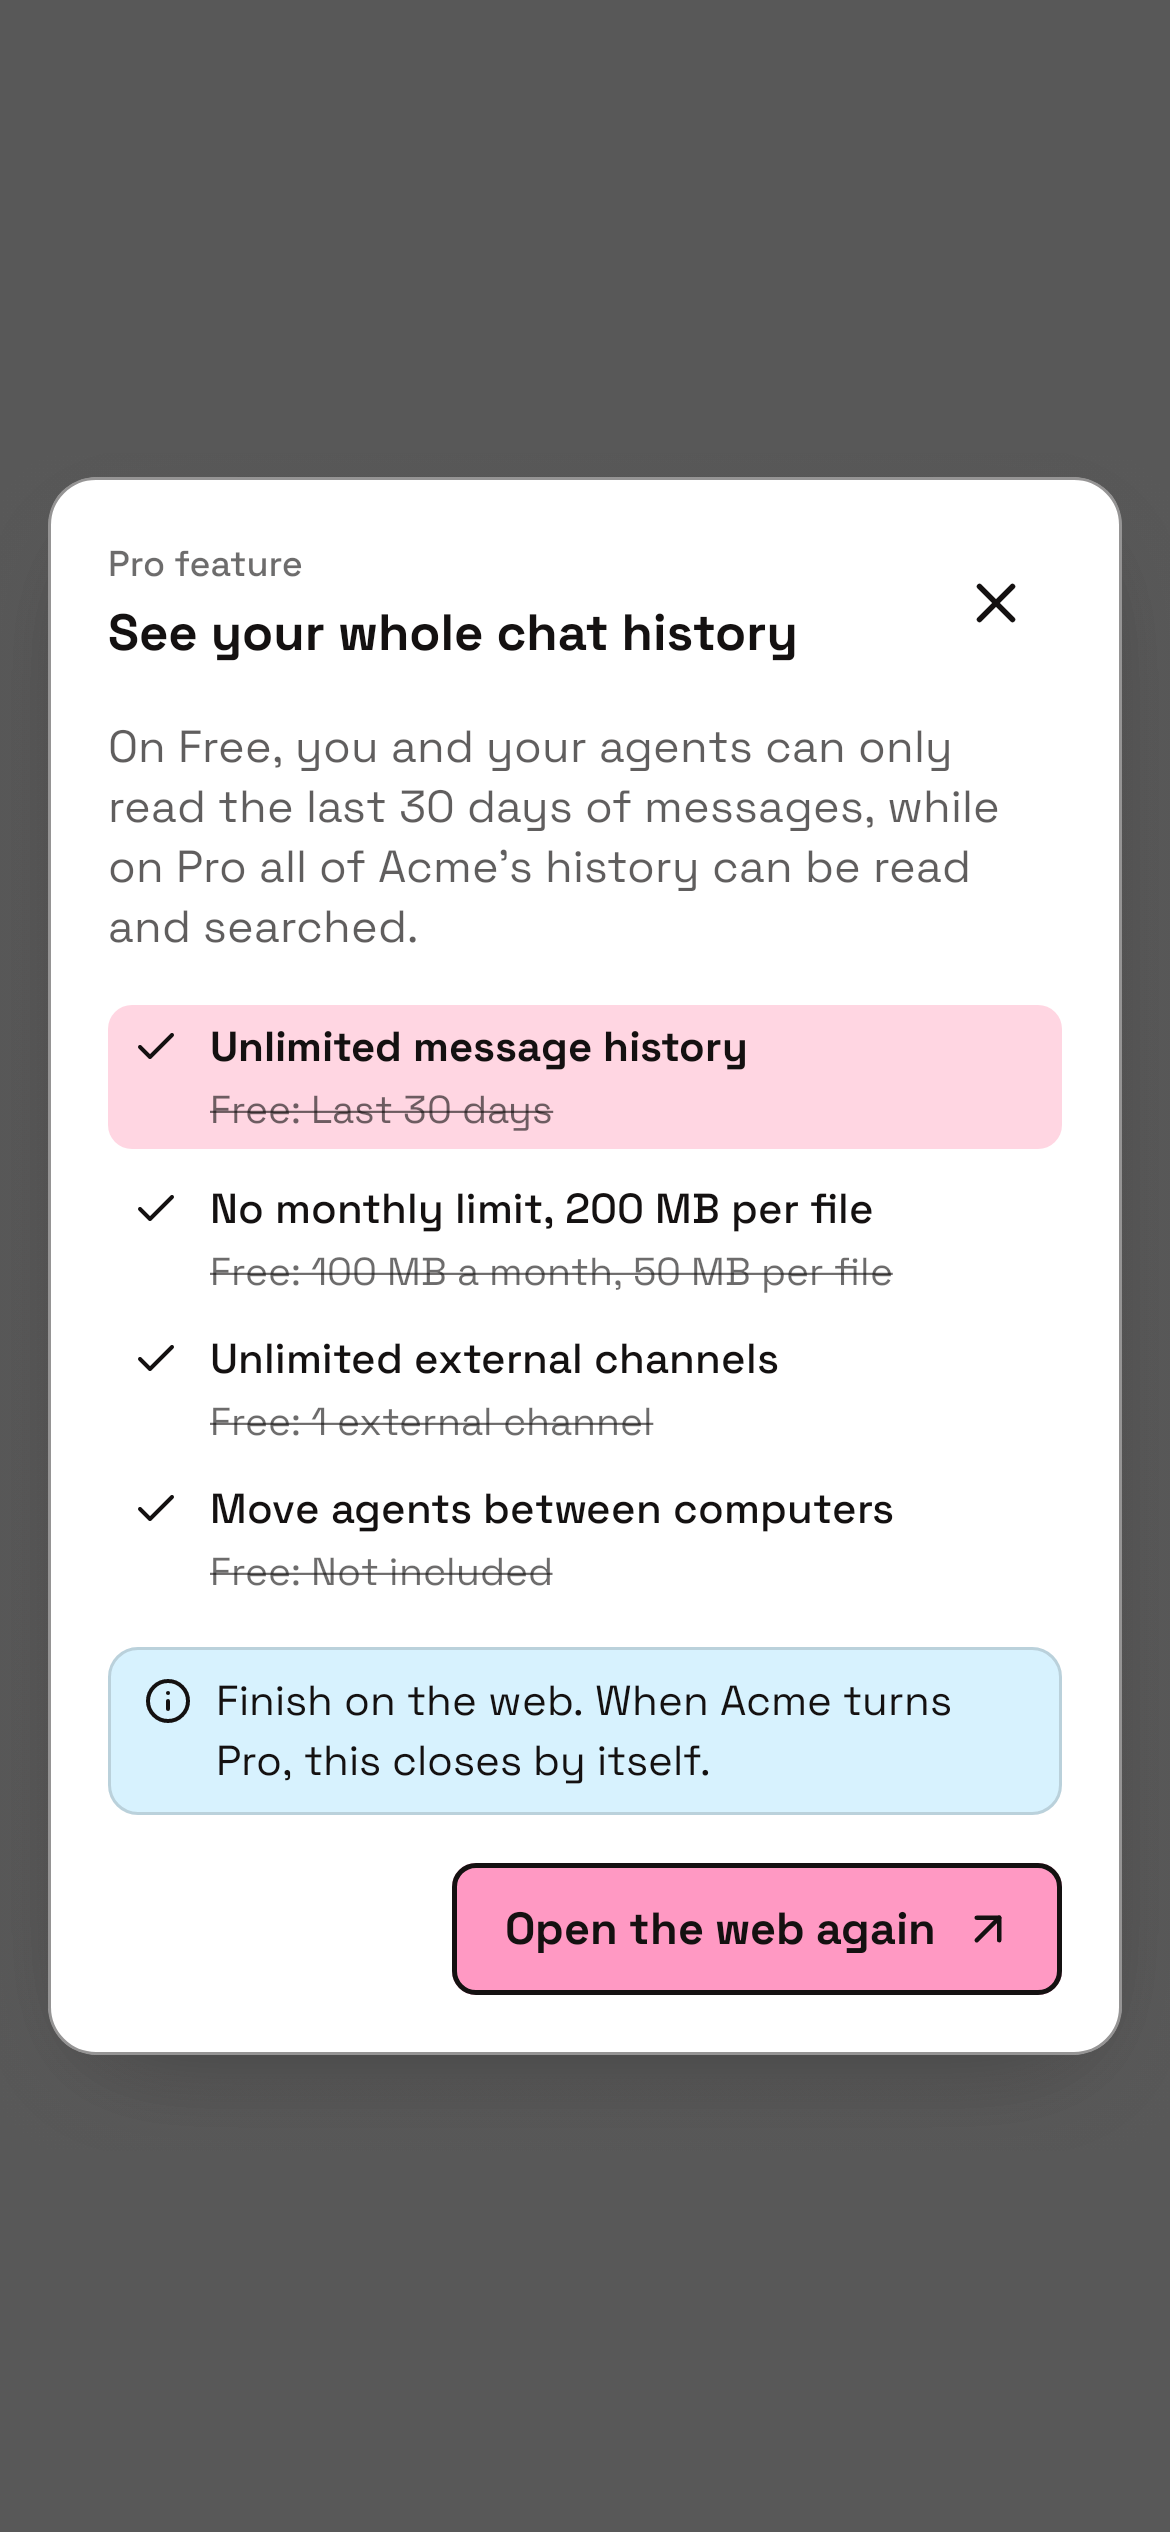 Pro feature
See your whole chat history
On Free, you and your agents can only
read the last 30 days of messages, while
on Pro all of Acme’s history can be read
and searched.
Unlimited message history
Free: Last 30 days
No monthly limit, 200 MB per file
Free: 100 MB a month, 50 MB per file
Unlimited external channels
Free: 1 external channel
Move agents between computers
Free: Not included
Finish on the web. When Acme turns
Pro, this closes by itself.
Open the web again